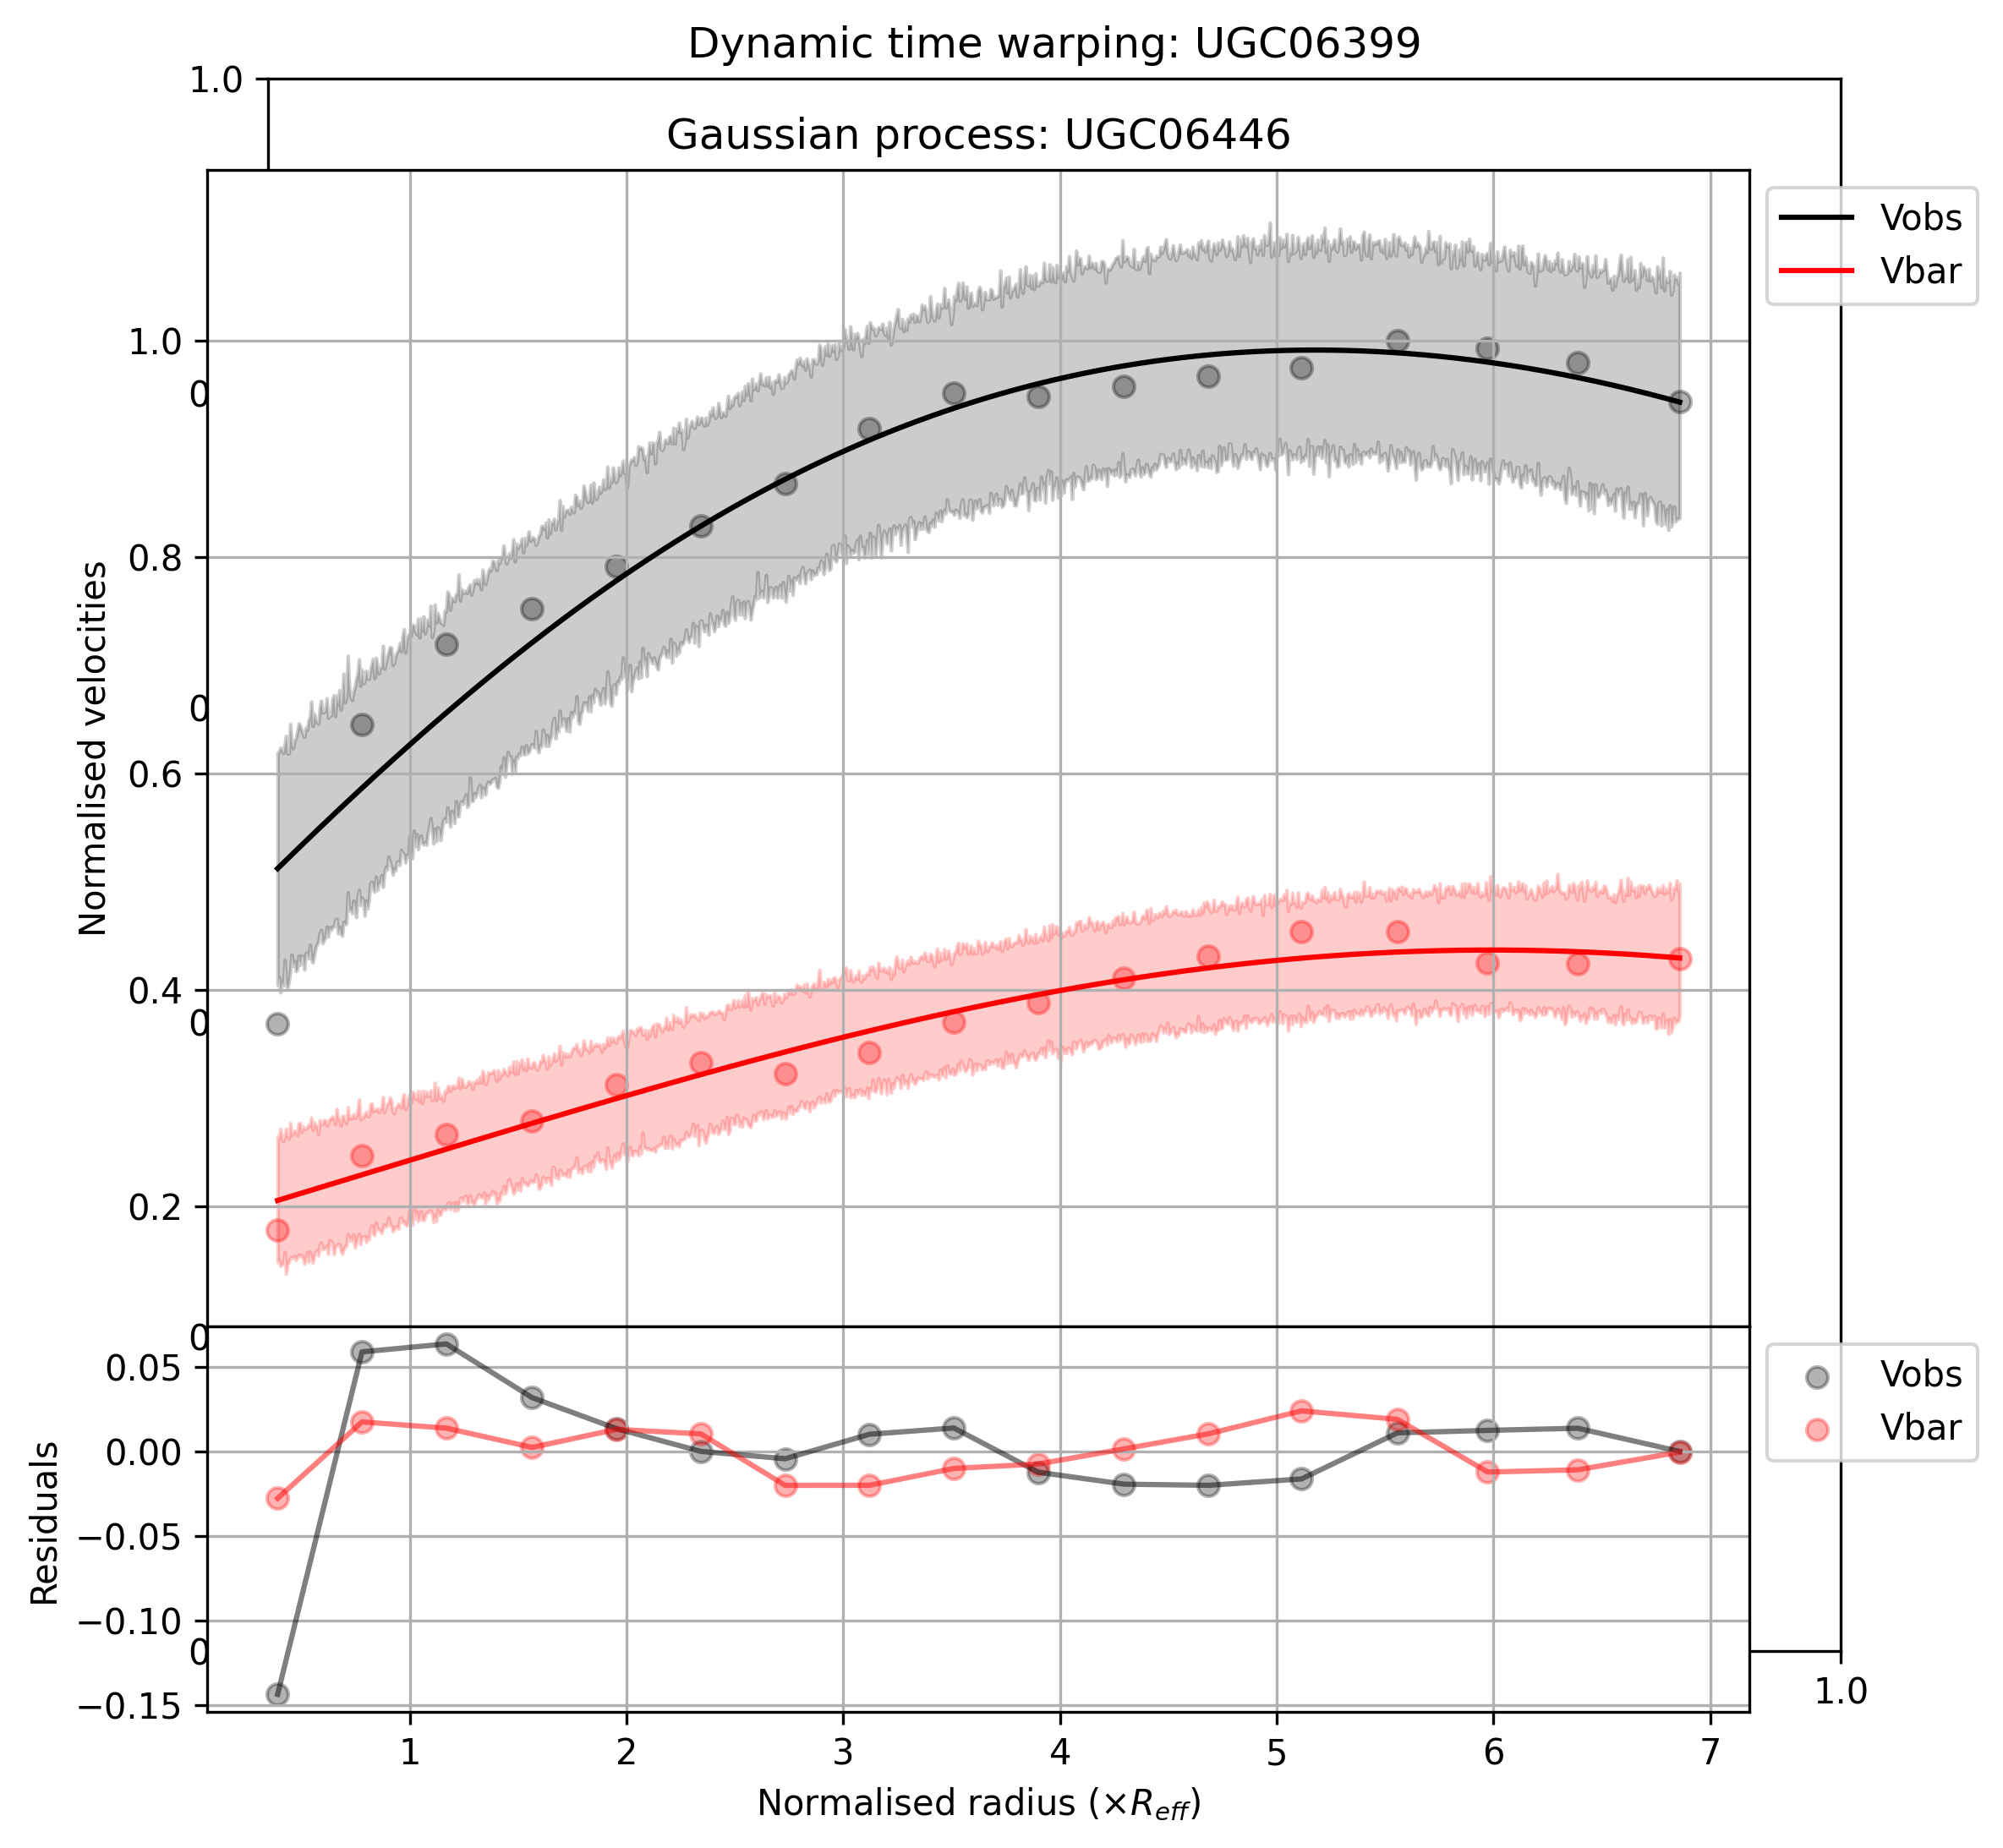 Dynamic time warping: UGC06399
1.0
Gaussian process: UGC06446
Vobs
Vbar
1.0
0
0.8
0
0.6
0.4
0
0.2
Normalised velocities
0
0.05
0.00
−0.05
−0.10
0
−0.15
Residuals
Vobs
Vbar
1.0
1 2 3 4 5 6 7
Normalised radius (×R_eff)